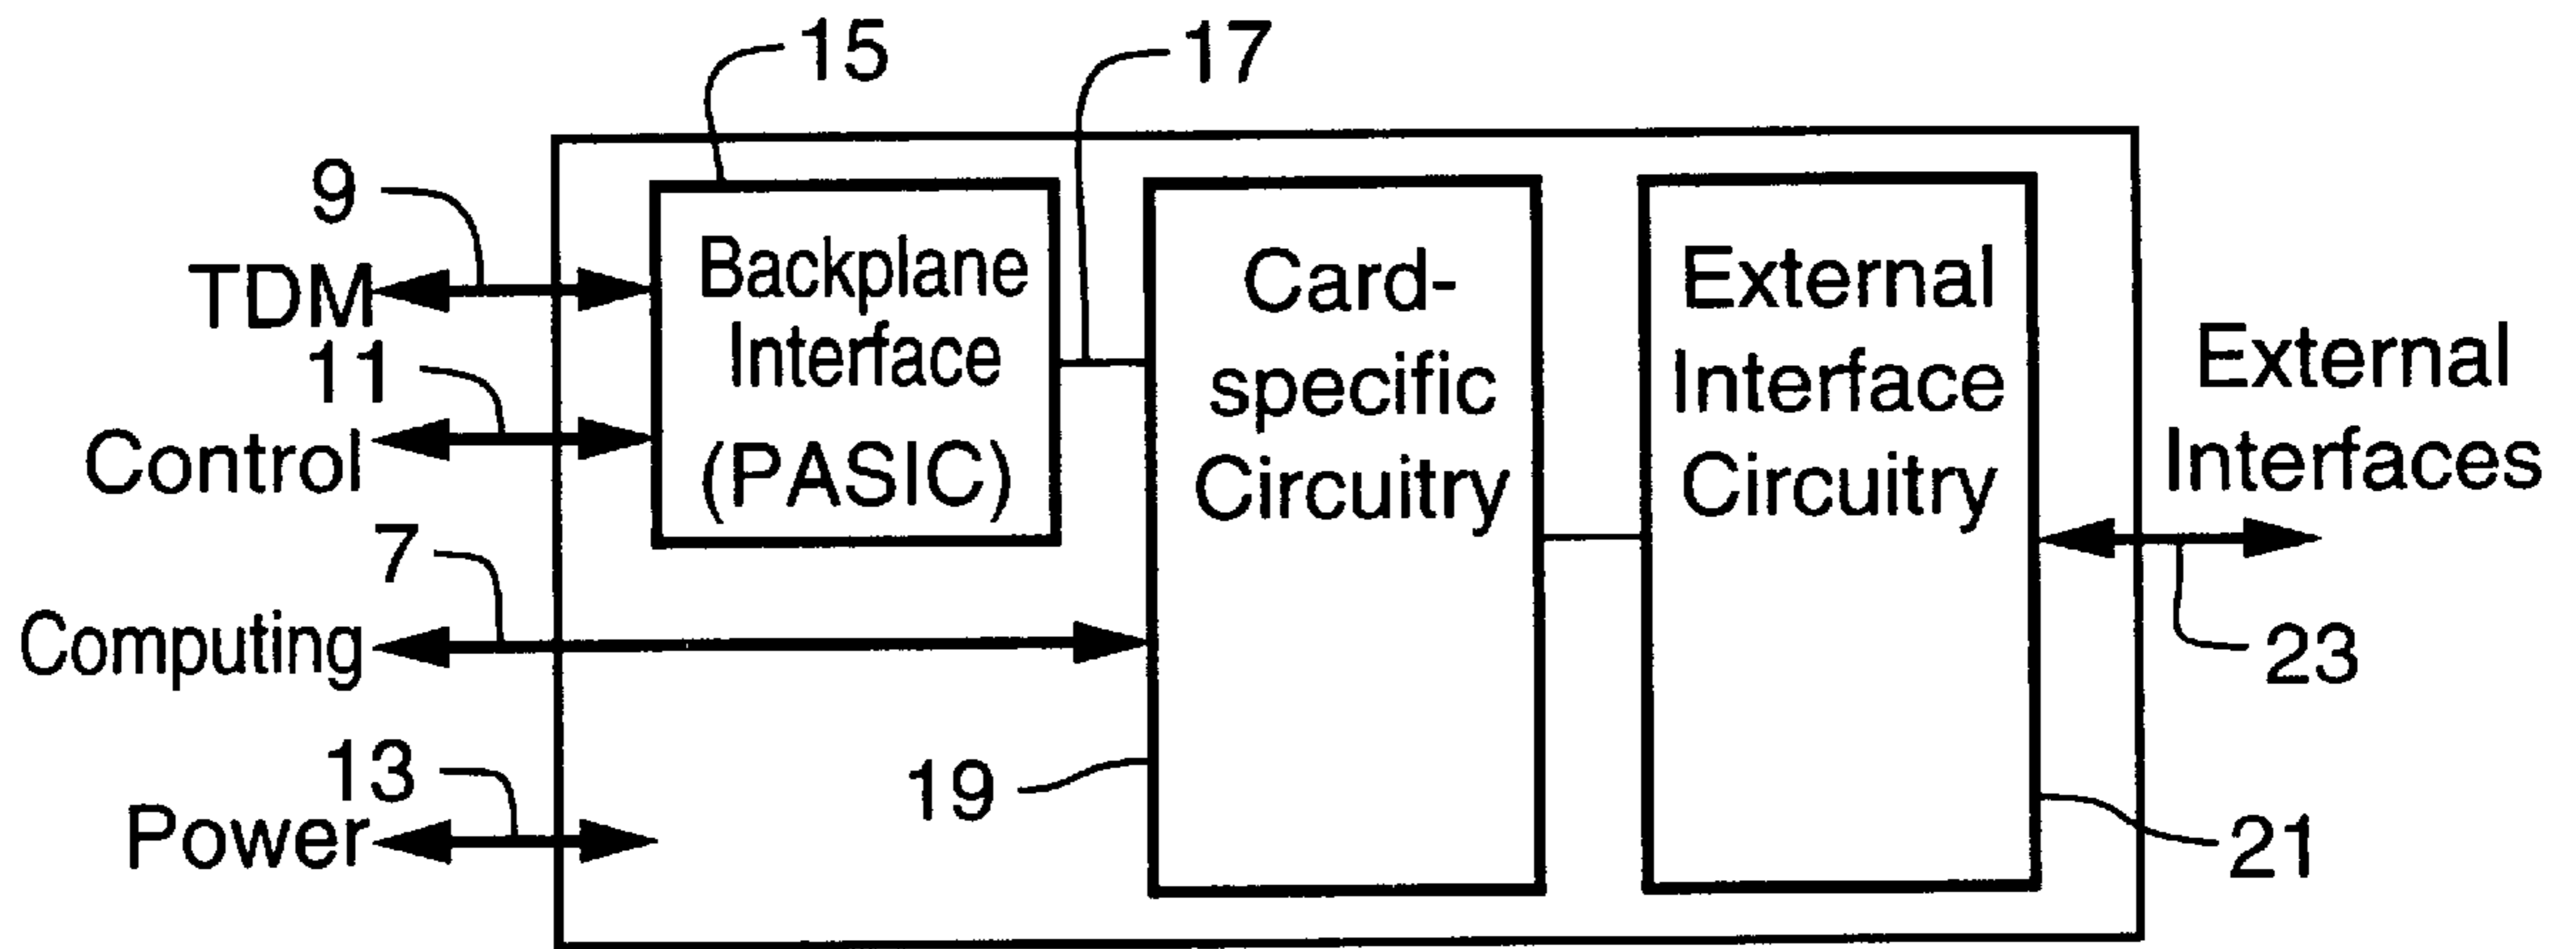 15
17
9
TDM
11
Control
7
Computing
13
Power
Backplane
Interface
(PASIC)
Card-
specific
Circuitry
19
External
Interface
Circuitry
External
Interfaces
23
21